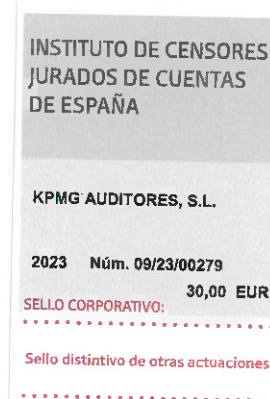 INSTITUTO DE CENSORES
JURADOS DE CUENTAS
DE ESPAÑA
KPMG AUDITORES, S.L.
2023 Núm. 09/23/00279
30,00 EUR
SELLO CORPORATIVO:
Sello distintivo de otras actuaciones